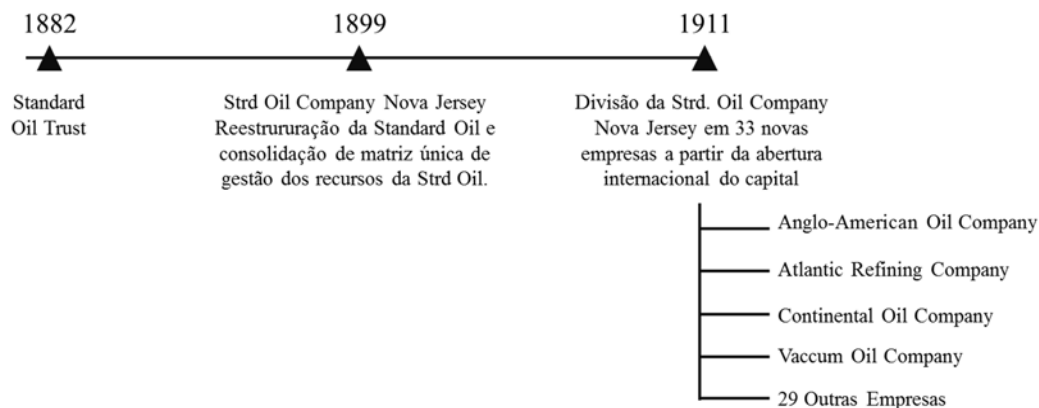 1882
1899
1911
Standard
Oil Trust
Strd Oil Company Nova Jersey
Reestrururação da Standard Oil e
consolidação de matriz única de
gestão dos recursos da Strd Oil.
Divisão da Strd. Oil Company
Nova Jersey em 33 novas
empresas a partir da abertura
internacional do capital
Anglo-American Oil Company
Atlantic Refining Company
Continental Oil Company
Vaccum Oil Company
29 Outras Empresas